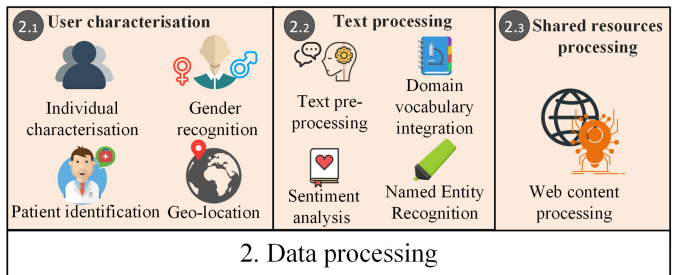 2.1 User characterisation
Individual
characterisation
Gender
recognition
Patient identification
Geo-location
2.2 Text processing
Text pre-
processing
Domain
vocabulary
integration
Sentiment
analysis
Named Entity
Recognition
2.3 Shared resources
processing
Web content
processing
2. Data processing